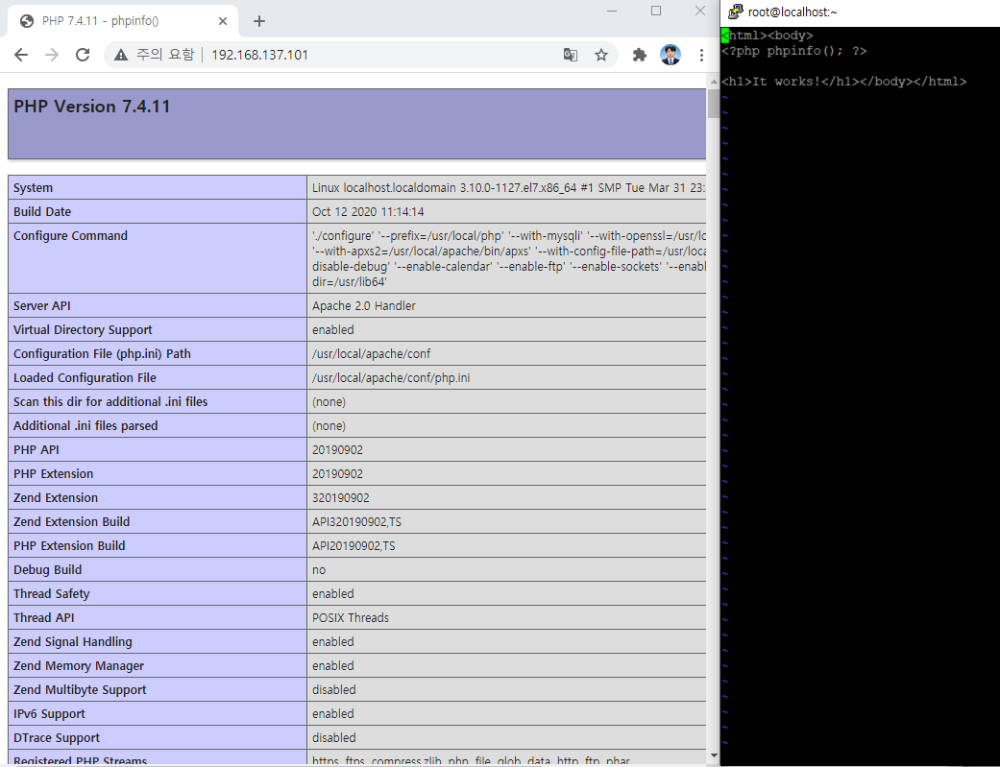 PHP 7.4.11 - phpinfo()
주의 요함
192.168.137.101
PHP Version 7.4.11
System Linux localhost.localdomain 3.10.0-1127.el7.x86_64 #1 SMP Tue Mar 31 23:
Build Date Oct 12 2020 11:14:14
Configure Command './configure' '--prefix=/usr/local/php' '--with-mysqli' '--with-openssl=/usr/lo
'--with-apxs2=/usr/local/apache/bin/apxs' '--with-config-file-path=/usr/loca
disable-debug' '--enable-calendar' '--enable-ftp' '--enable-sockets' '--enabl
dir=/usr/lib64'
Server API Apache 2.0 Handler
Virtual Directory Support enabled
Configuration File (php.ini) Path /usr/local/apache/conf
Loaded Configuration File /usr/local/apache/conf/php.ini
Scan this dir for additional .ini files (none)
Additional .ini files parsed (none)
PHP API 20190902
PHP Extension 20190902
Zend Extension 320190902
Zend Extension Build API320190902,TS
PHP Extension Build API20190902,TS
Debug Build no
Thread Safety enabled
Thread API POSIX Threads
Zend Signal Handling enabled
Zend Memory Manager enabled
Zend Multibyte Support disabled
IPv6 Support enabled
DTrace Support disabled
Registered PHP Streams https, ftps, compress.zlib, php, file, glob, data, http, ftp, phar
root@localhost:~
<html><body>
<?php phpinfo(); ?>
<h1>It works!</h1></body></html>